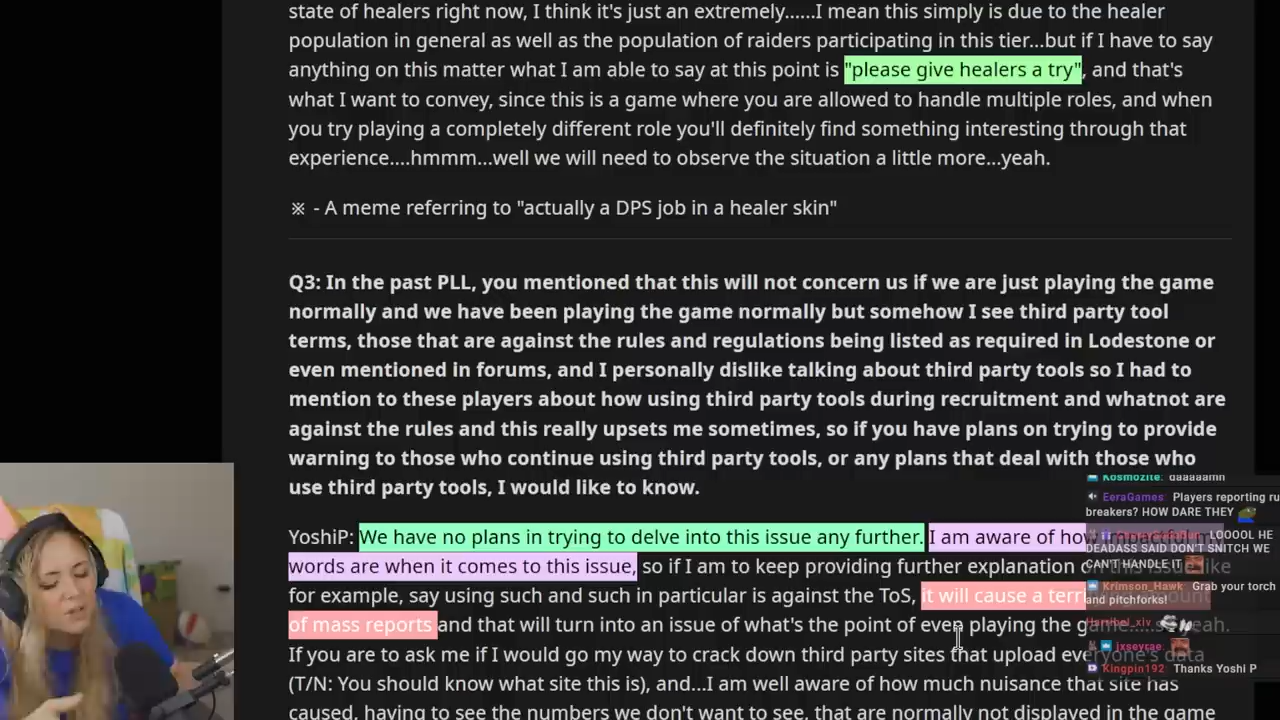 state of healers right now, I think it's just an extremely......I mean this simply is due to the healer
population in general as well as the population of raiders participating in this tier...but if I have to say
anything on this matter what I am able to say at this point is "please give healers a try", and that's
what I want to convey, since this is a game where you are allowed to handle multiple roles, and when
you try playing a completely different role you'll definitely find something interesting through that
experience....hmmm...well we will need to observe the situation a little more...yeah.
※ - A meme referring to "actually a DPS job in a healer skin"
Q3: In the past PLL, you mentioned that this will not concern us if we are just playing the game
normally and we have been playing the game normally but somehow I see third party tool
terms, those that are against the rules and regulations being listed as required in Lodestone or
even mentioned in forums, and I personally dislike talking about third party tools so I had to
mention to these players about how using third party tools during recruitment and whatnot are
against the rules and this really upsets me sometimes, so if you have plans on trying to provide
warning to those who continue using third party tools, or any plans that deal with those who
use third party tools, I would like to know.
YoshiP: We have no plans in trying to delve into this issue any further. I am aware of how
words are when it comes to this issue, so if I am to keep providing further explanation like
for example, say using such and such in particular is against the ToS, it will cause a
of mass reports and that will turn into an issue of what's the point of even playing the yeah.
If you are to ask me if I would go my way to crack down third party sites that upload data
(T/N: You should know what site this is), and...I am well aware of how much nuisance that site has
caused, having to see the numbers we don't want to see, that are normally not displayed in the game
Kosmozite: daaaaamn
EeraGames: Players reporting ru
breakers? HOW DARE THEY
LOOOL HE
DEADASS SAID DON'T SNITCH WE
CAN'T HANDLE IT
Krimson_Hawk: Grab your torch
and pitchforks!
jxseyrae:
Kingpin192: Thanks Yoshi P